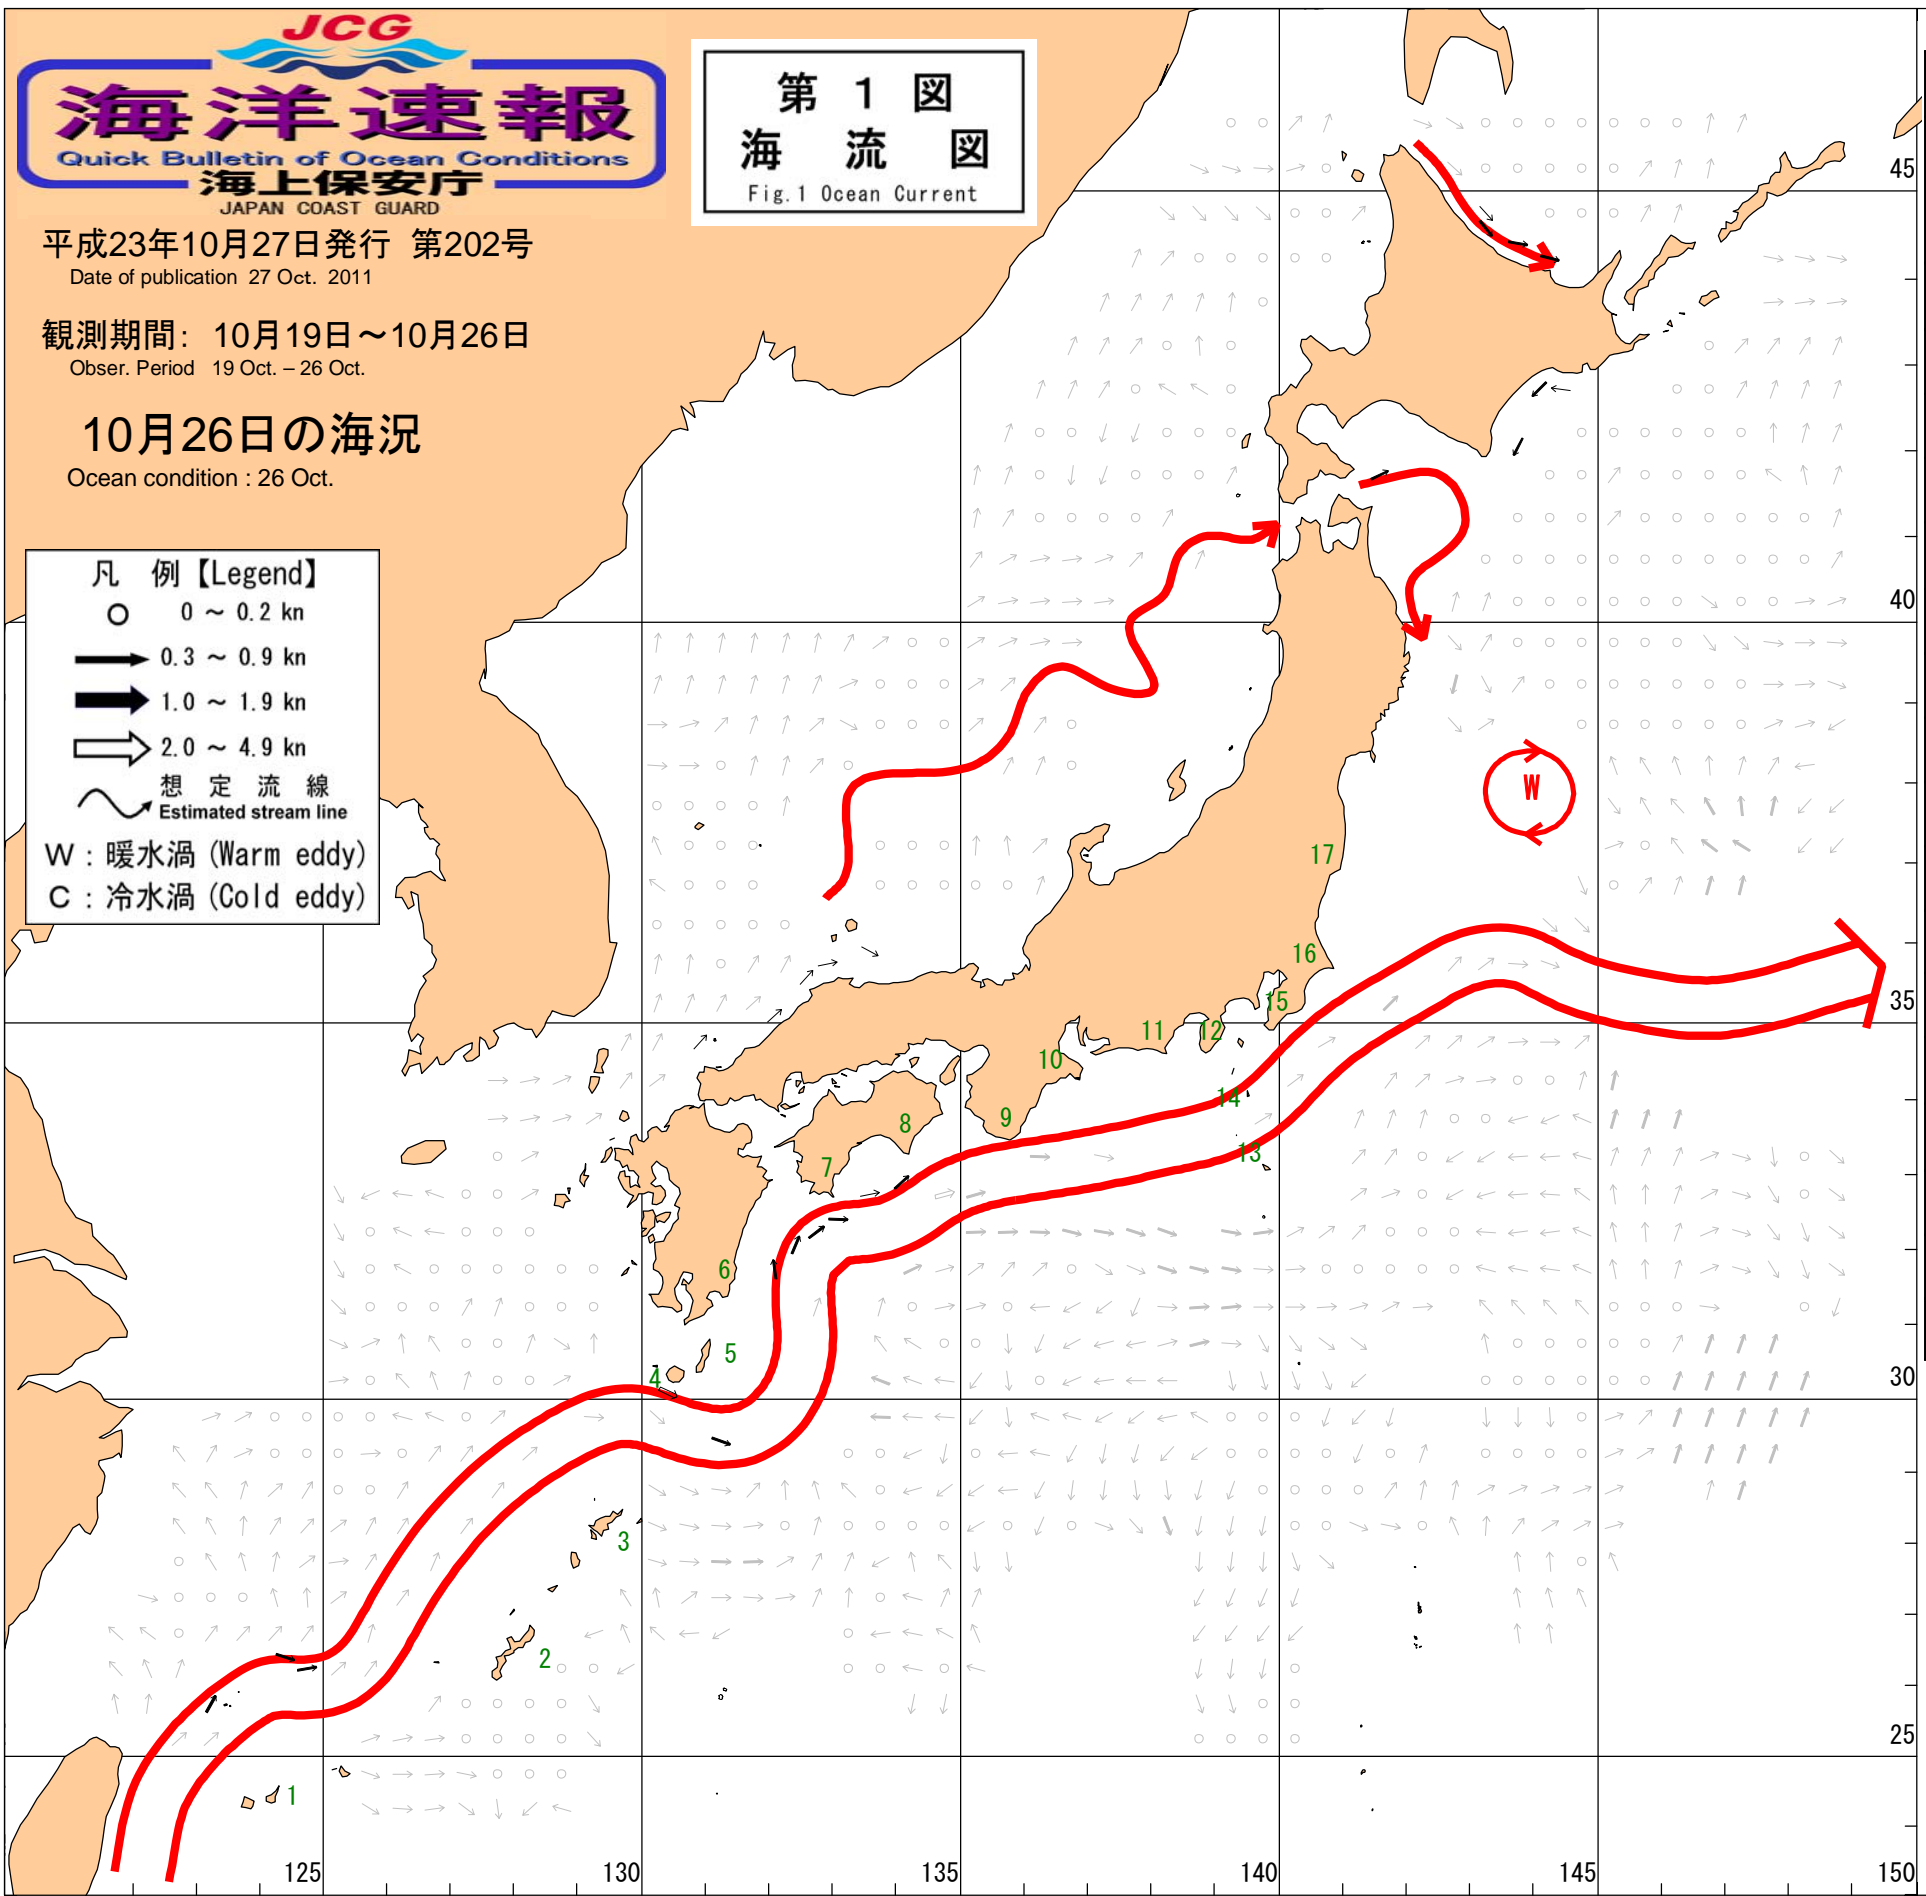 JCG
海洋速報
Quick Bulletin of Ocean Conditions
海上保安庁
JAPAN COAST GUARD
第 1 図
海 流 図
Fig.1 Ocean Current
平成23年10月27日発行 第202号
Date of publication 27 Oct. 2011
観測期間: 10月19日～10月26日
Obser. Period 19 Oct. – 26 Oct.
10月26日の海況
Ocean condition : 26 Oct.
凡 例【Legend】
0 ～ 0.2 kn
0.3 ～ 0.9 kn
1.0 ～ 1.9 kn
2.0 ～ 4.9 kn
想 定 流 線
Estimated stream line
W : 暖水渦 (Warm eddy)
C : 冷水渦 (Cold eddy)
45
40
W
17
16
35
15
12
11
10
14
9
8
13
7
6
5
4
30
3
2
25
1
125
130
135
140
145
150